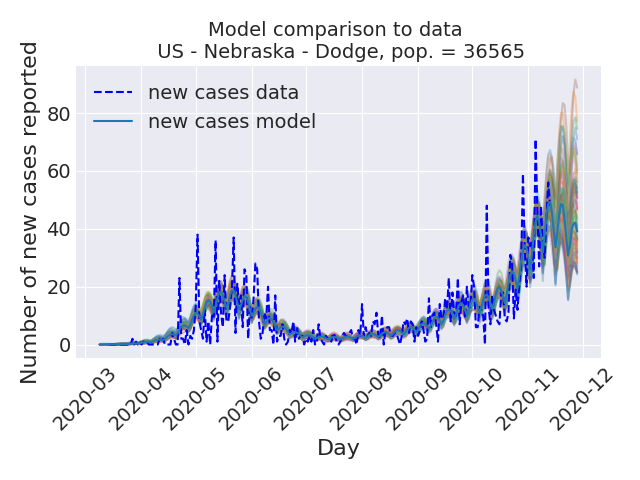 Model comparison to data
US - Nebraska - Dodge, pop. = 36565
new cases data
new cases model
Number of new cases reported
80
60
40
20
0
2020-03
2020-04
2020-05
2020-06
2020-07
2020-08
2020-09
2020-10
2020-11
2020-12
Day